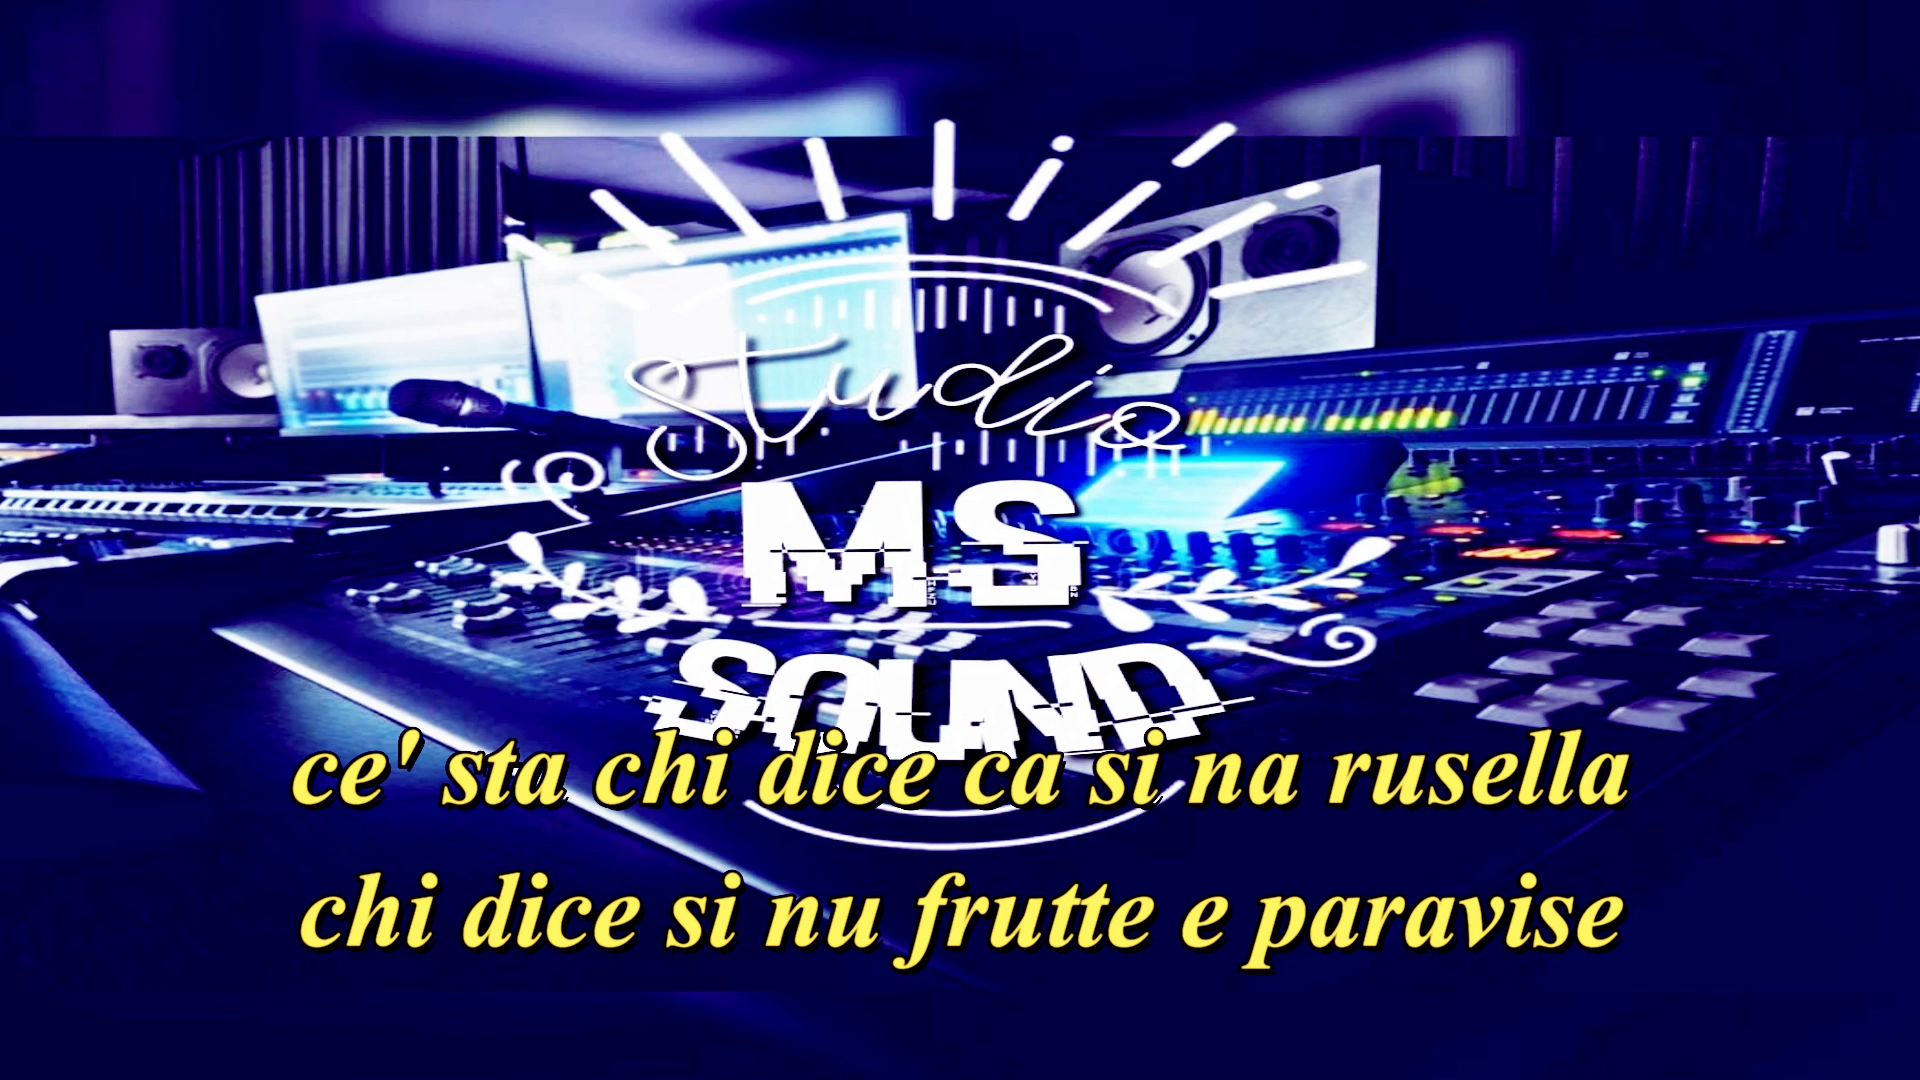 Studio
MS
SOUND
ce' sta chi dice ca si na rusella
chi dice si nu frutte e paravise